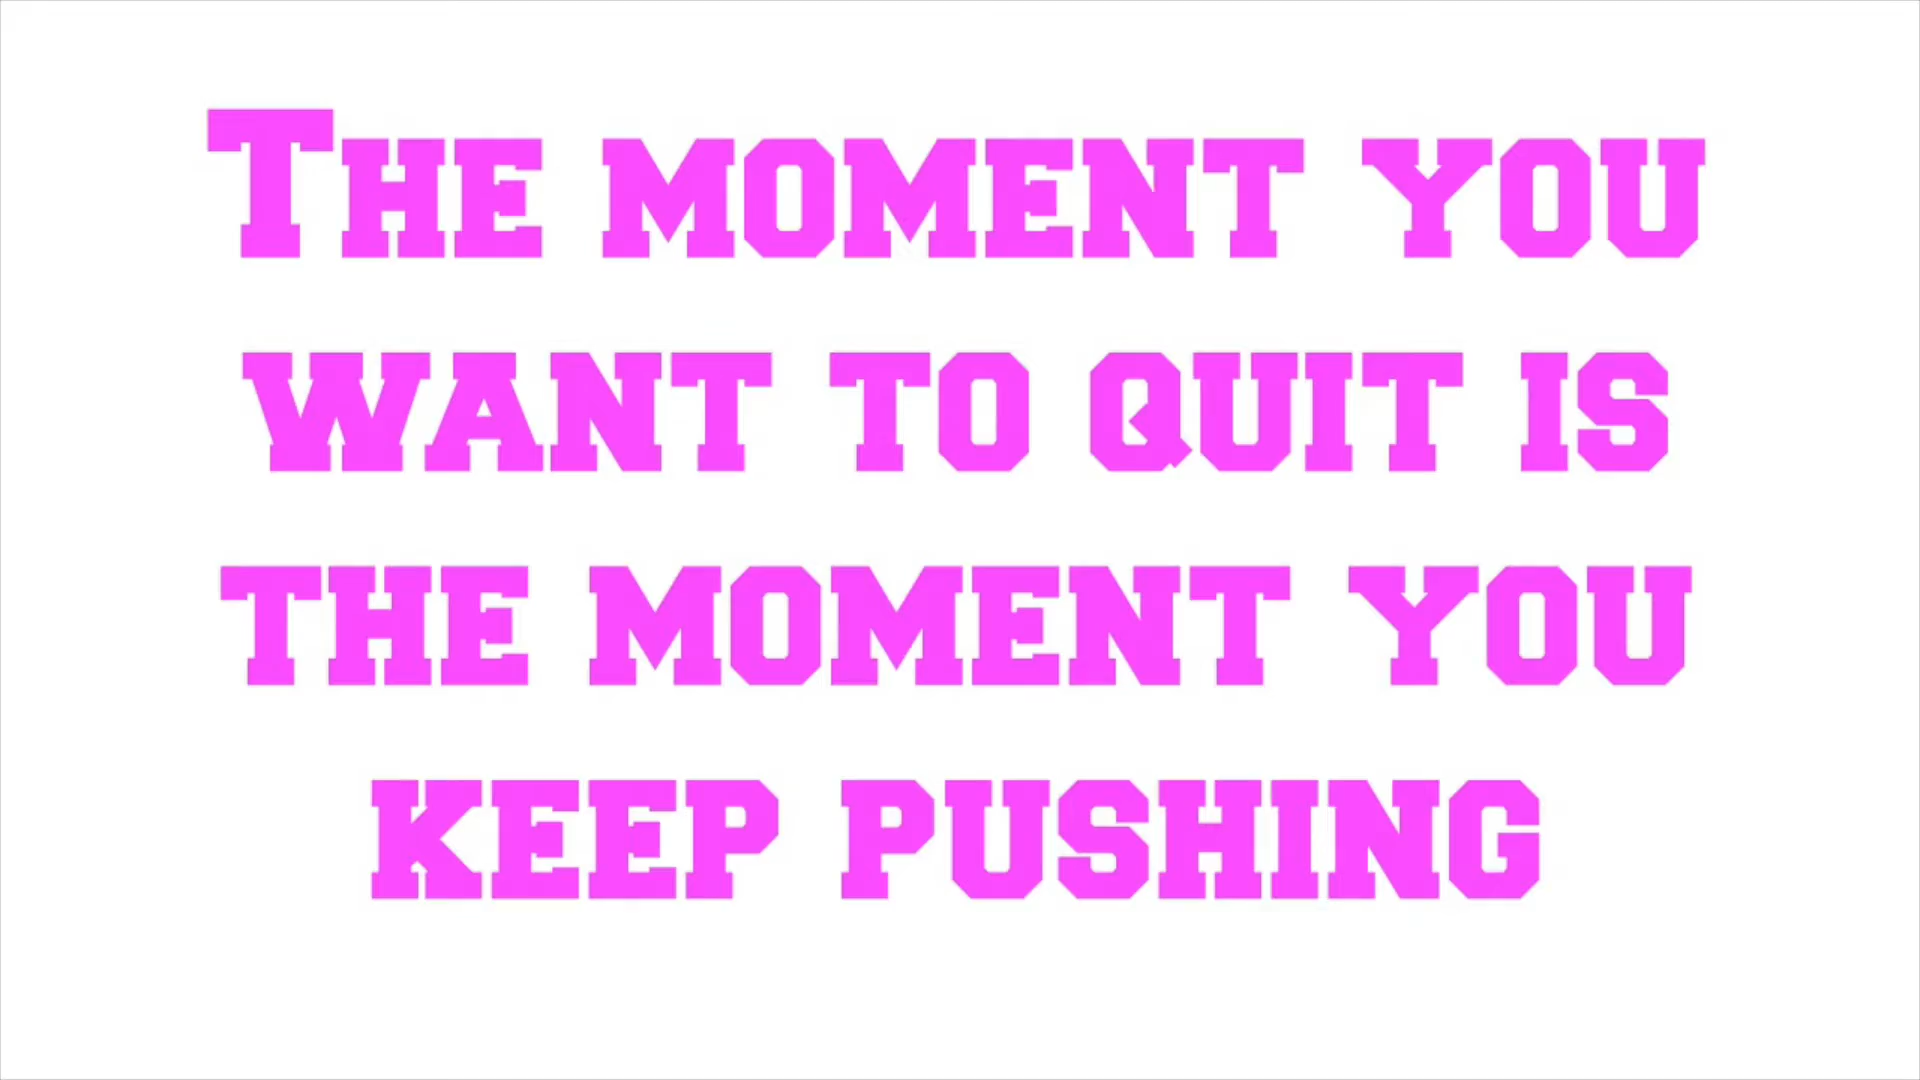 The moment you
want to quit is
the moment you
keep pushing